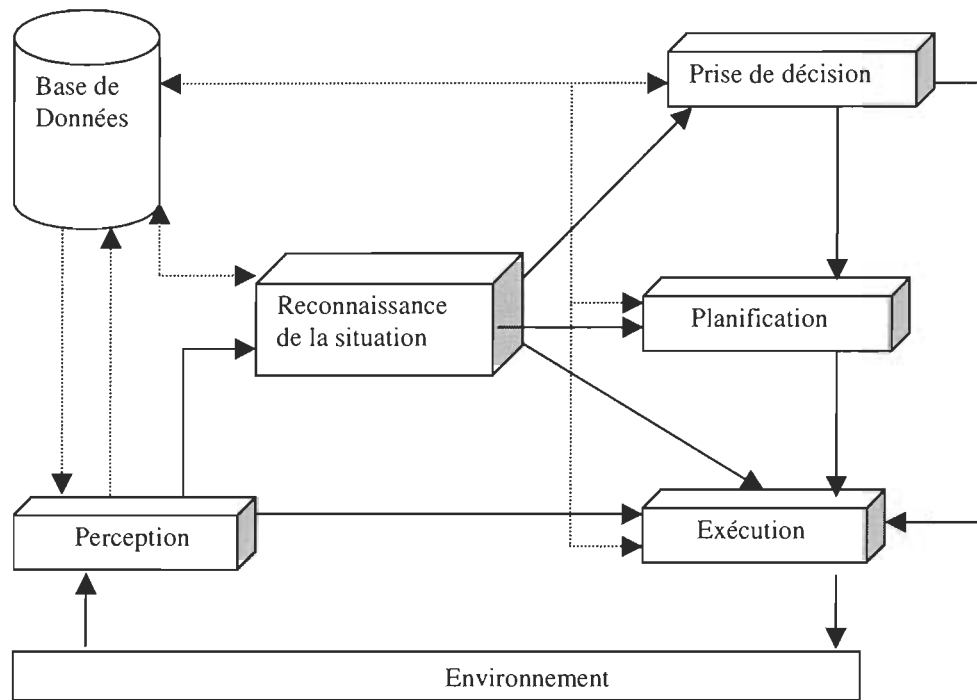 Base de
Données
Prise de décision
Reconnaissance
de la situation
Planification
Perception
Exécution
Environnement